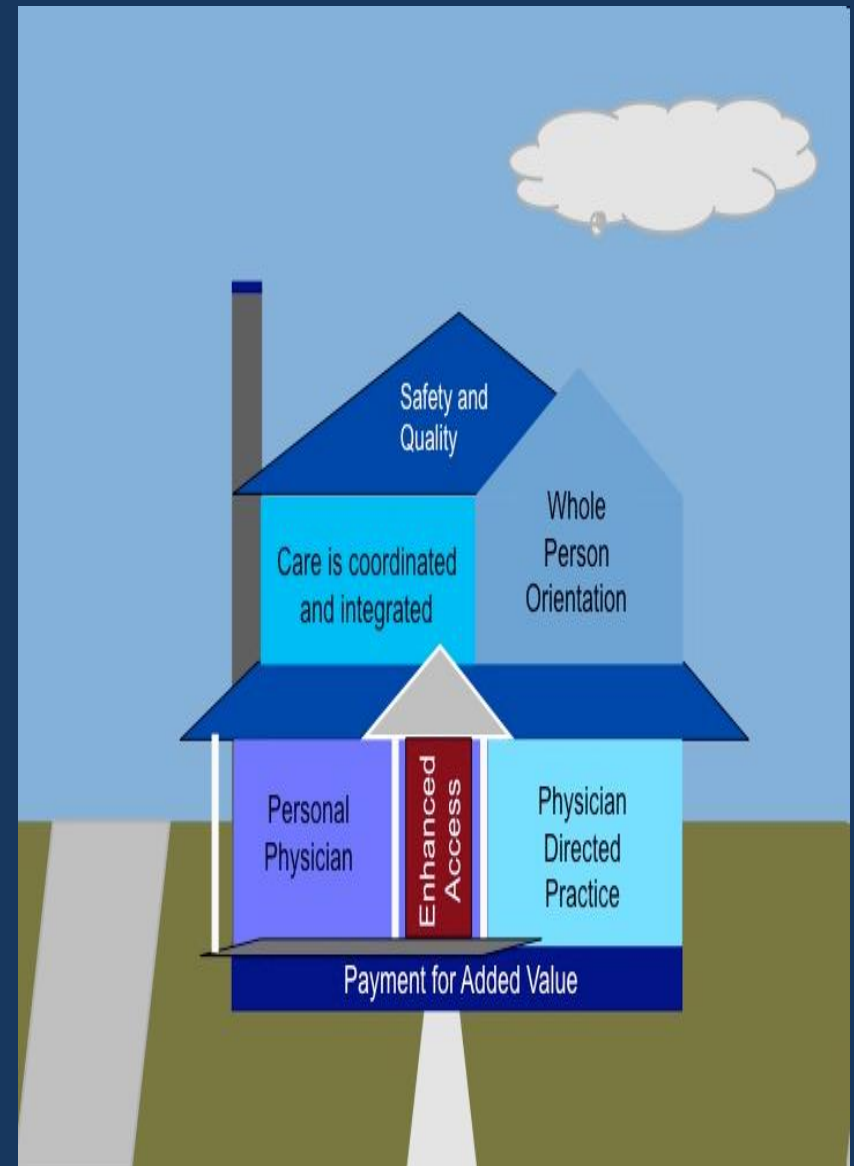 Safety and
Quality
Care is coordinated
and integrated
Whole
Person
Orientation
Personal
Physician
Enhanced
Access
Physician
Directed
Practice
Payment for Added Value